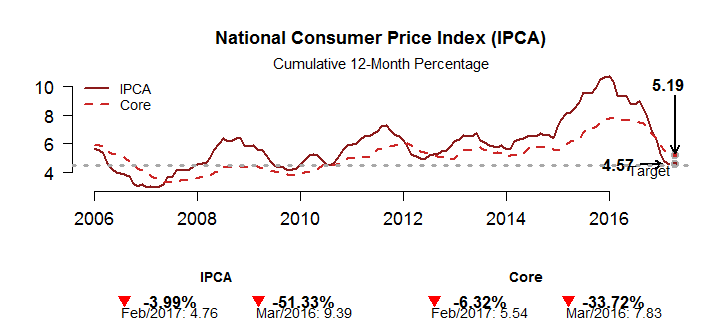 National Consumer Price Index (IPCA)
Cumulative 12-Month Percentage
10
8
6
4
IPCA
Core
5.19
4.57
Target
2006 2008 2010 2012 2014 2016
IPCA Core
-3.99% -51.33% -6.32% -33.72%
Feb/2017: 4.76 Mar/2016: 9.39 Feb/2017: 5.54 Mar/2016: 7.83